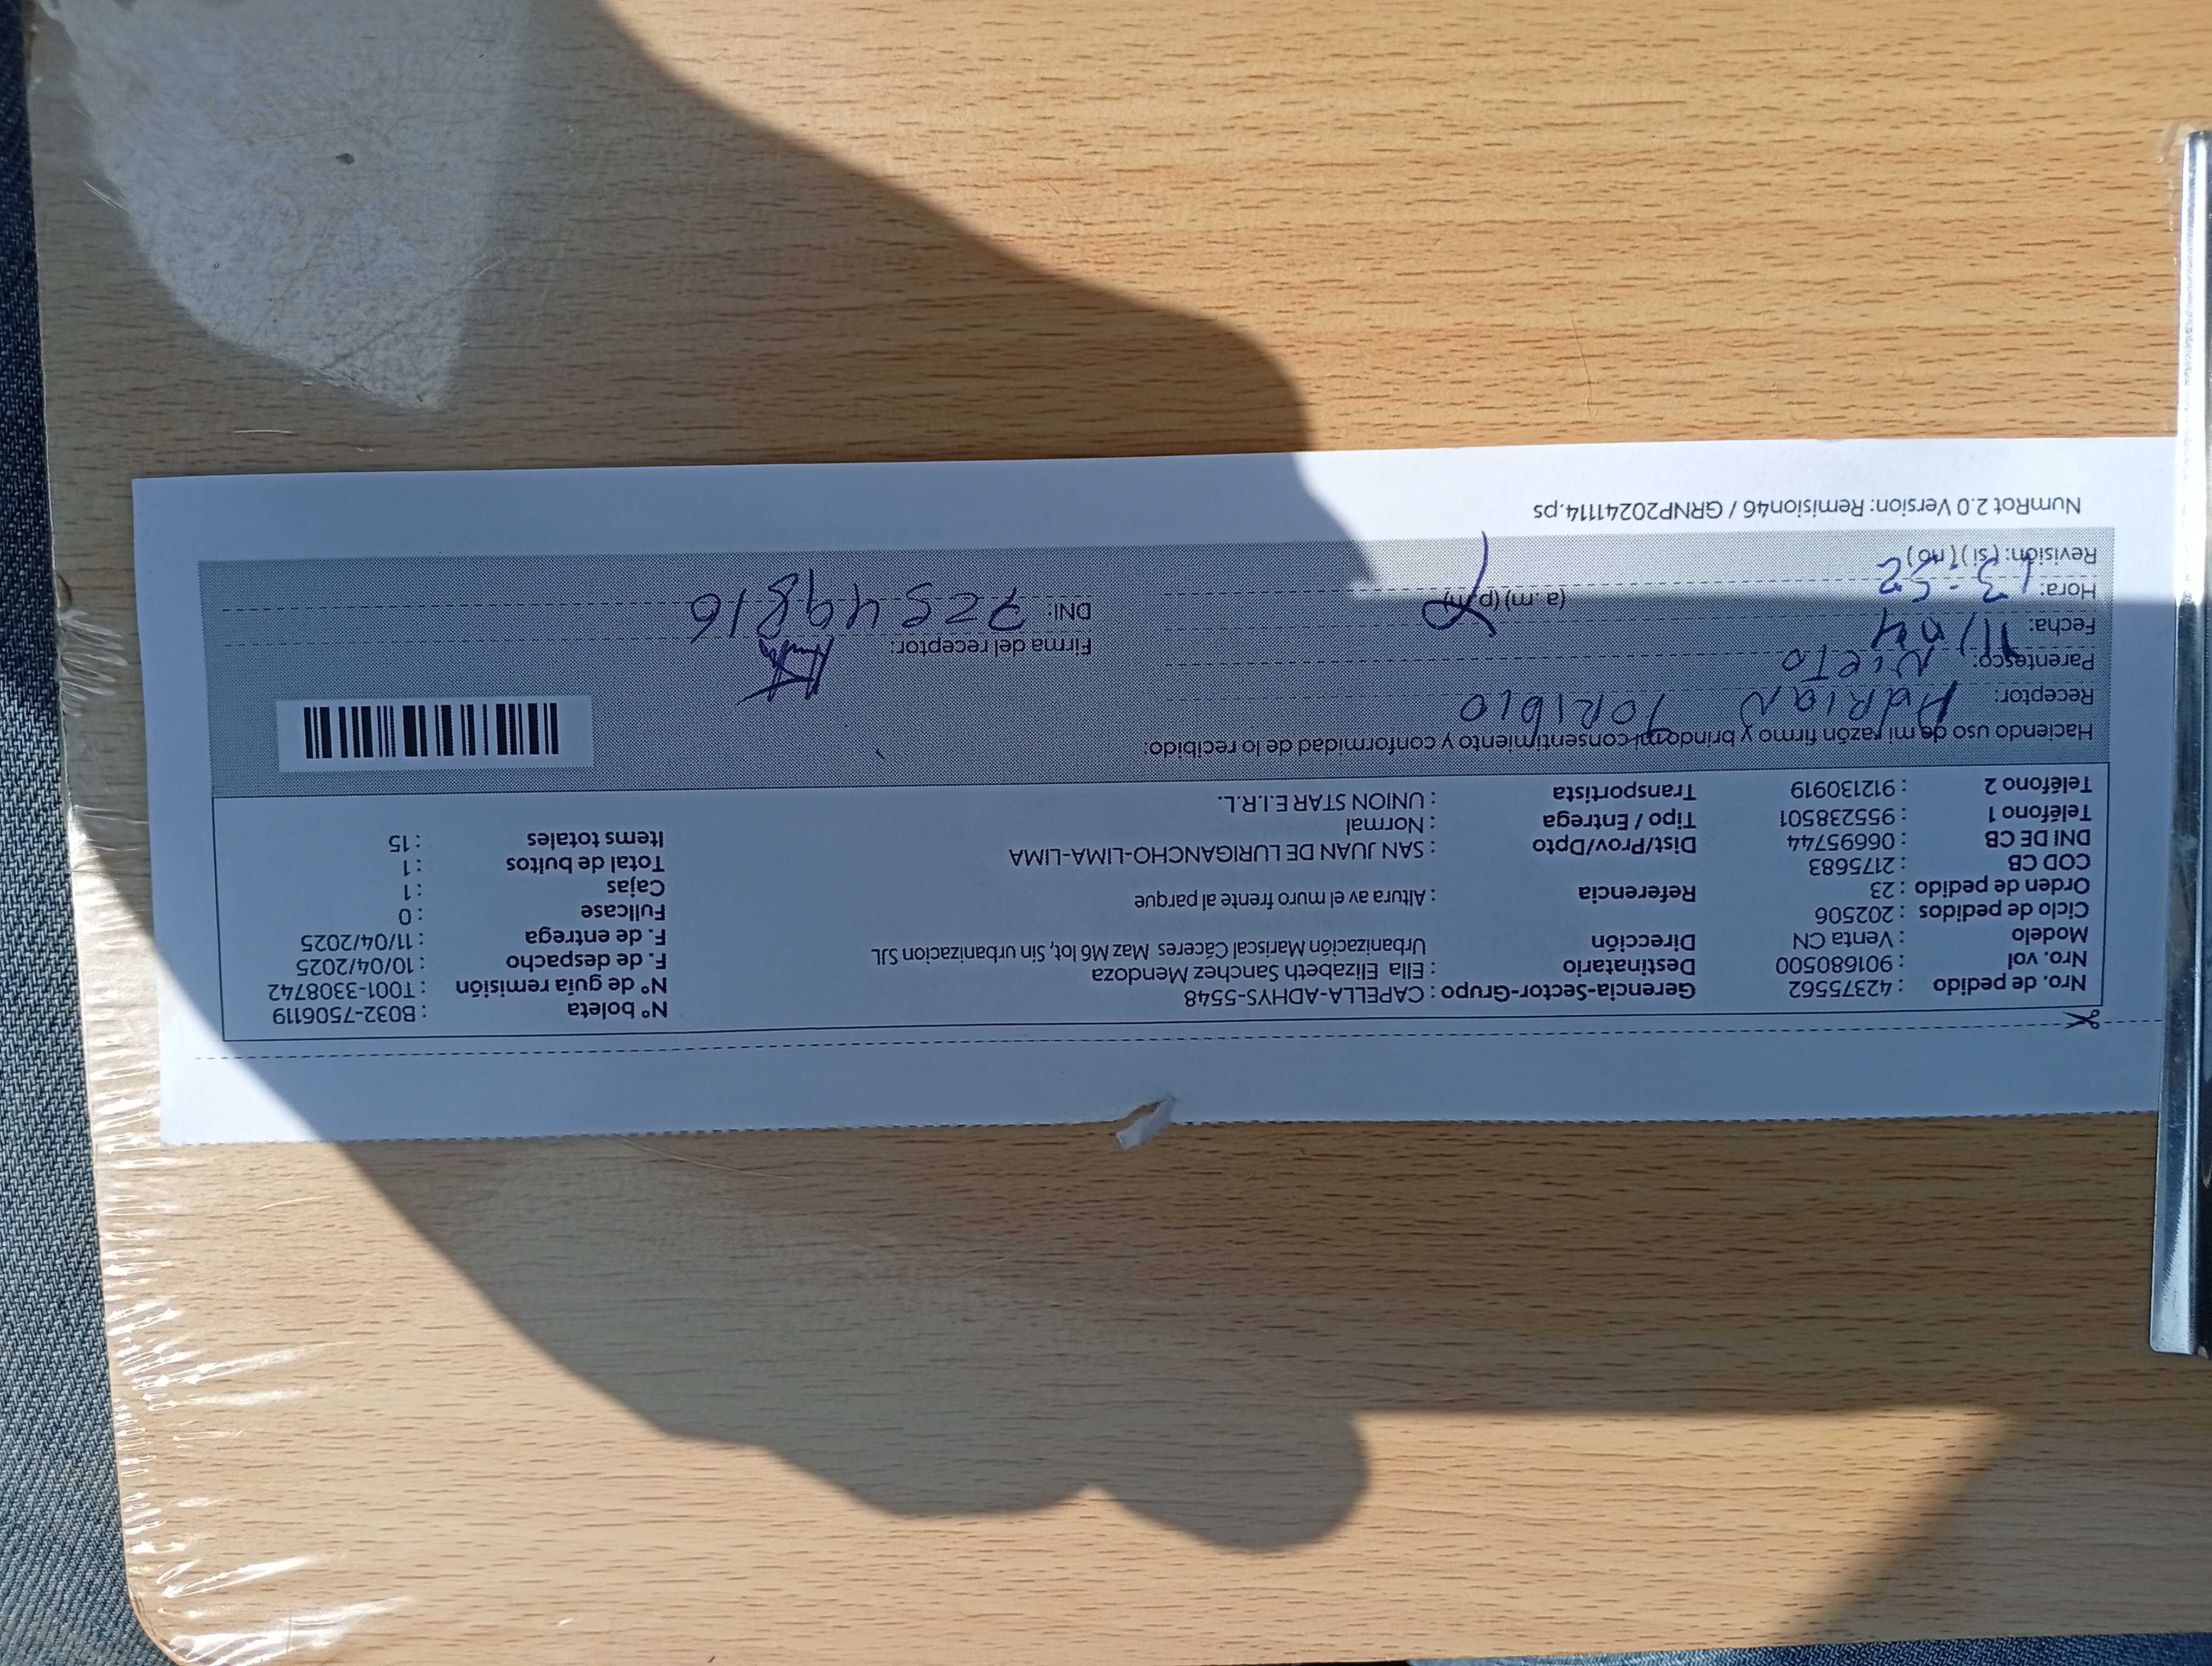 Nro. de pedido : 42375562 Gerencia-Sector-Grupo : CAPELLA-ADHYS-5548 N° boleta : B032-7506119
Nro. vol : 901680500 Destinatario : Ella Elizabeth Sanchez Mendoza N° de guía remisión : T001-3308742
Modelo : Venta CN Dirección Urbanización Mariscal Cáceres Maz M6 lot, Sin urbanizacion SJL F. de despacho : 10/04/2025
Ciclo de pedidos : 202506 F. de entrega : 11/04/2025
Orden de pedido : 23 Referencia : Altura av el muro frente al parque Fullcase : 0
COD CB : 2175683 Cajas : 1
DNI DE CB : 06695744 Dist/Prov/Dpto : SAN JUAN DE LURIGANCHO-LIMA-LIMA Total de bultos : 1
Teléfono 1 : 955238501 Tipo / Entrega : Normal Items totales : 15
Teléfono 2 : 912130919 Transportista : UNION STAR E.I.R.L.
Haciendo uso de mi razón firmo y brindo mi consentimiento y conformidad de lo recibido:
Receptor: AdRiaN TORIbIO
Parentesco: NieTo
Fecha: 11/04 Firma del receptor:
Hora: 13:52 (a. m) (p. m) DNI: 72549816
Revisión: (si) (no)
NumRot 2.0 Version: Remision46 / GRNP20241114.ps